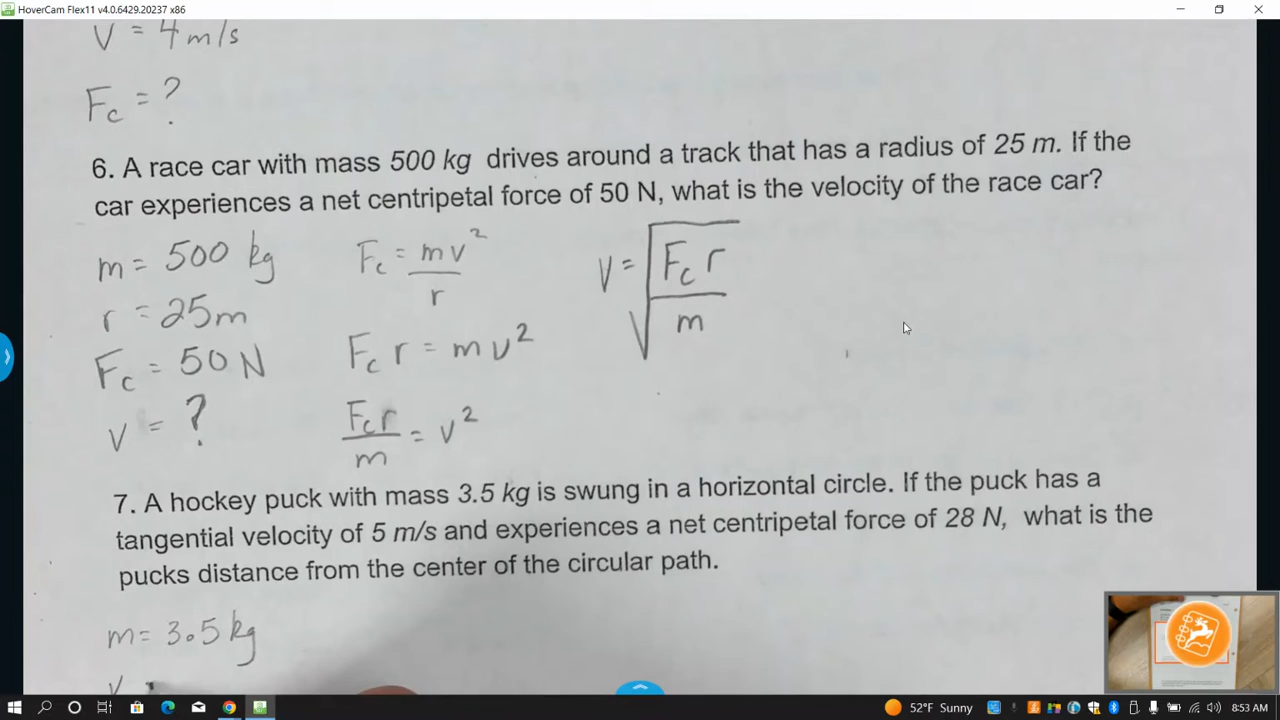 HoverCam Flex11 v4.0.6429.20237 x86
V = 4 m/s
Fc = ?
6. A race car with mass 500 kg drives around a track that has a radius of 25 m. If the
car experiences a net centripetal force of 50 N, what is the velocity of the race car?
m = 500 kg
r = 25m
Fc = 50 N
v = ?
Fc = mv²
r
Fc r = mv²
Fcr
m
= v²
V = √Fc r
m
7. A hockey puck with mass 3.5 kg is swung in a horizontal circle. If the puck has a
tangential velocity of 5 m/s and experiences a net centripetal force of 28 N, what is the
pucks distance from the center of the circular path.
m = 3.5 kg
V
52°F Sunny
8:53 AM